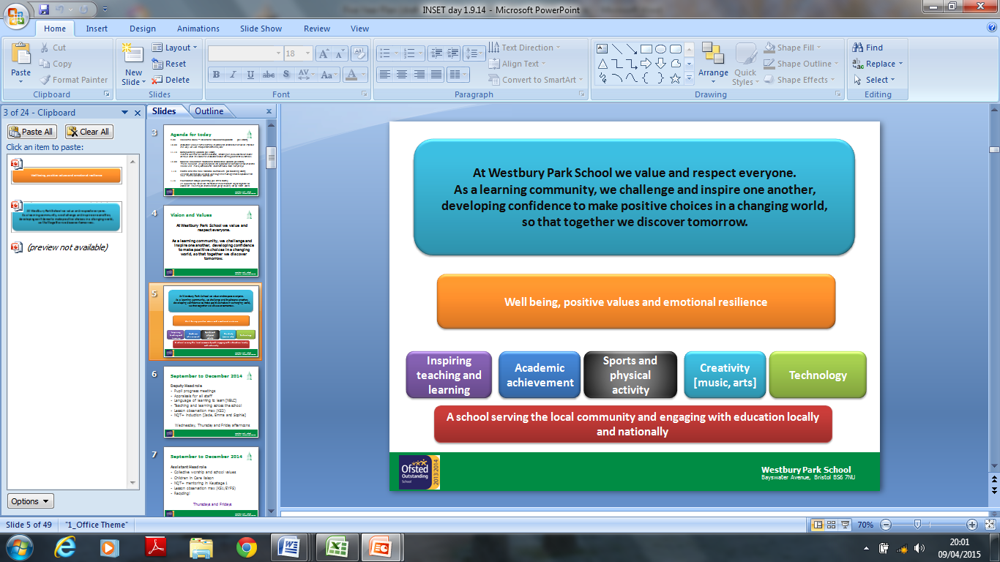 INSET day 1.9.14 - Microsoft PowerPoint
Home Insert Design Animations Slide Show Review View
Paste
Cut
Copy
Format Painter
Clipboard
New Slide
Layout
Reset
Delete
Slides
18
B I U abc S AV Aa A
Font
Text Direction
Align Text
Convert to SmartArt
Paragraph
Arrange
Quick Styles
Shape Fill
Shape Outline
Shape Effects
Drawing
Find
Replace
Select
Editing
3 of 24 - Clipboard
Paste All Clear All
Click an item to paste:
Well being, positive values and emotional resilience
At Westbury Park School we value and respect everyone.
As a learning community, we challenge and inspire one another,
developing confidence to make positive choices in a changing world,
so that together we discover tomorrow.
(preview not available)
Options
Slides Outline
3
Agenda for today
4
Vision and Values
At Westbury Park School we value and
respect everyone.
As a learning community, we challenge and
inspire one another, developing confidence
to make positive choices in a changing
world, so that together we discover
tomorrow.
5
6
September to December 2014
Deputy Head role
- Pupil progress meetings
- Appraisals for all staff
- Language of learning to learn [NBLC]
- Teaching and learning across the school
- Lesson observation max (KS2)
- NQT+ induction [Jade, Emma and Sophie]
Wednesday, Thursday and Friday afternoons
7
September to December 2014
Assistant Head role
- Collective worship and school values
- Children in Care liaison
- NQT+ mentoring in Keystage 1
- Lesson observation max (KS1/EYFS)
- Recycling!
Thursdays and Fridays
At Westbury Park School we value and respect everyone.
As a learning community, we challenge and inspire one another,
developing confidence to make positive choices in a changing world,
so that together we discover tomorrow.
Well being, positive values and emotional resilience
Inspiring
teaching and
learning
Academic
achievement
Sports and
physical
activity
Creativity
[music, arts]
Technology
A school serving the local community and engaging with education locally
and nationally
Ofsted
Outstanding
School
2013|2014
Westbury Park School
Bayswater Avenue, Bristol BS6 7NU
Slide 5 of 49 "1_Office Theme" 70%
20:01
09/04/2015